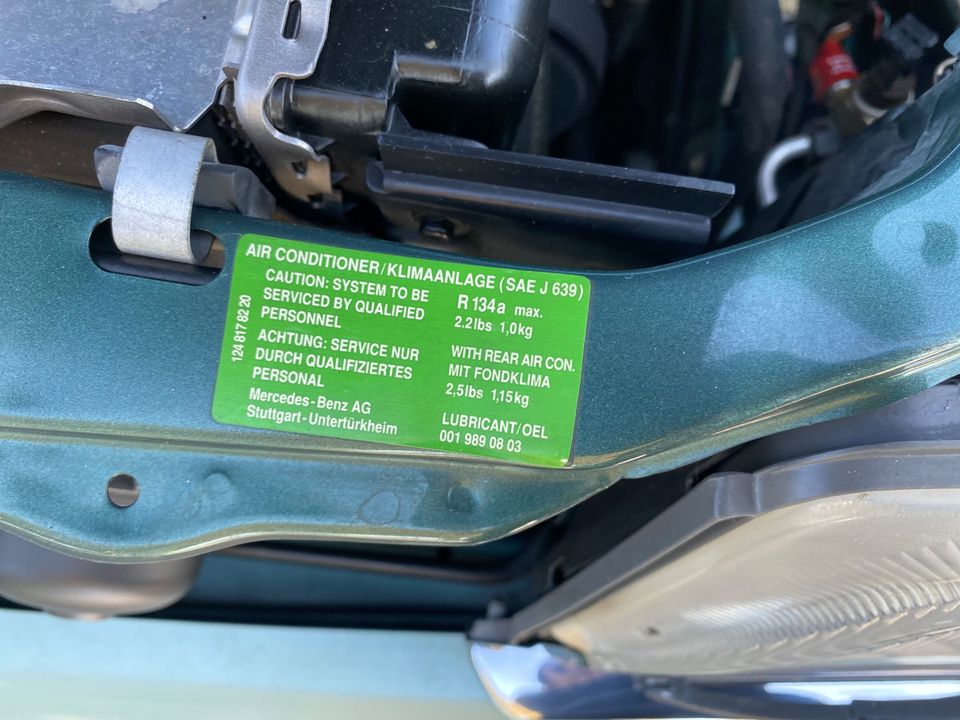 AIR CONDITIONER/KLIMAANLAGE (SAE J 639)
CAUTION: SYSTEM TO BE
SERVICED BY QUALIFIED
PERSONNEL
ACHTUNG: SERVICE NUR
DURCH QUALIFIZIERTES
PERSONAL
Mercedes-Benz AG
Stuttgart-Untertürkheim
R 134a max.
2.2lbs 1,0kg
WITH REAR AIR CON.
MIT FONDKLIMA
2,5lbs 1,15kg
LUBRICANT/OEL
001 989 08 03
124 817 82 20